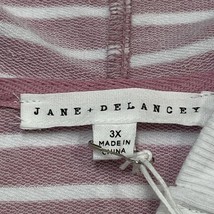 JANE + DELANCEY
3X
MADE IN
CHINA